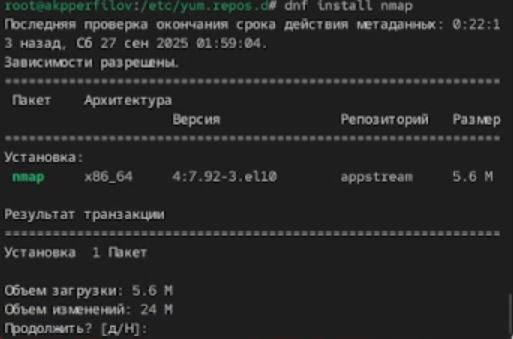 root@akpperfilov:/etc/yum.repos.d# dnf install nmap
Последняя проверка окончания срока действия метаданных: 0:22:1
3 назад, Сб 27 сен 2025 01:59:04.
Зависимости разрешены.
================================================================
Пакет Архитектура
Версия Репозиторий Размер
================================================================
Установка:
nmap x86_64 4:7.92-3.el10 appstream 5.6 M
Результат транзакции
================================================================
Установка 1 Пакет
Объем загрузки: 5.6 M
Объем изменений: 24 M
Продолжить? [д/Н]: